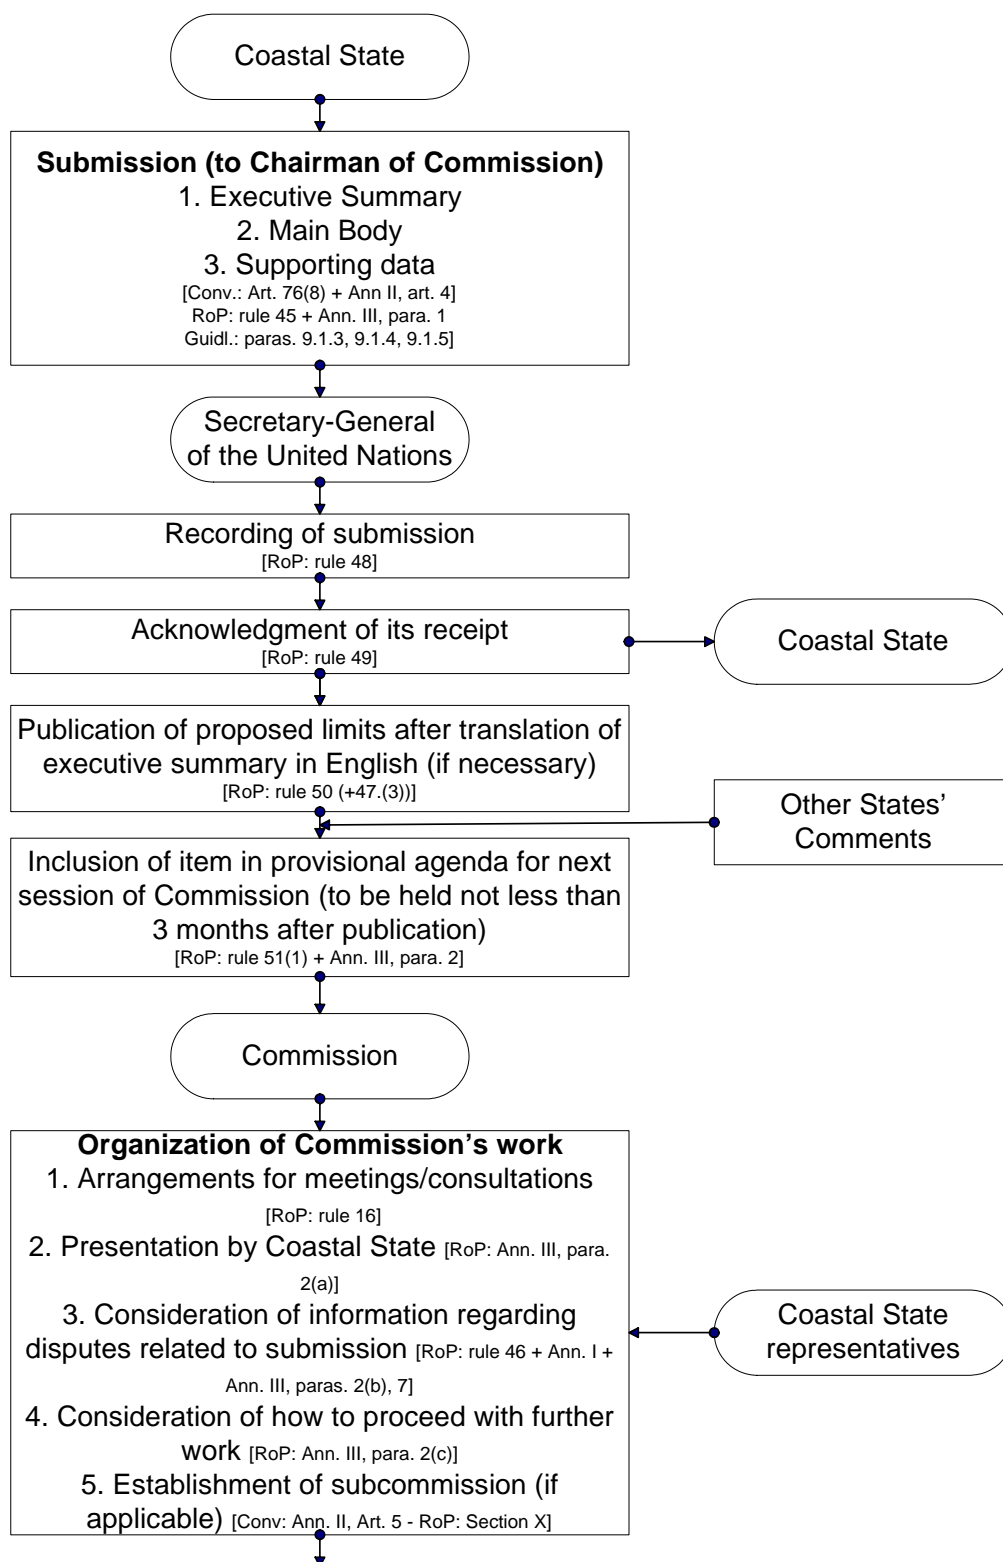 Coastal State
Submission (to Chairman of Commission)
1. Executive Summary
2. Main Body
3. Supporting data
[Conv.: Art. 76(8) + Ann II, art. 4]
RoP: rule 45 + Ann. III, para. 1
Guidl.: paras. 9.1.3, 9.1.4, 9.1.5]
Secretary-General
of the United Nations
Recording of submission
[RoP: rule 48]
Acknowledgment of its receipt
[RoP: rule 49]
Coastal State
Publication of proposed limits after translation of
executive summary in English (if necessary)
[RoP: rule 50 (+47.(3))]
Other States’
Comments
Inclusion of item in provisional agenda for next
session of Commission (to be held not less than
3 months after publication)
[RoP: rule 51(1) + Ann. III, para. 2]
Commission
Organization of Commission’s work
1. Arrangements for meetings/consultations
[RoP: rule 16]
2. Presentation by Coastal State [RoP: Ann. III, para.
2(a)]
3. Consideration of information regarding
disputes related to submission [RoP: rule 46 + Ann. I +
Ann. III, paras. 2(b), 7]
4. Consideration of how to proceed with further
work [RoP: Ann. III, para. 2(c)]
5. Establishment of subcommission (if
applicable) [Conv: Ann. II, Art. 5 - RoP: Section X]
Coastal State
representatives